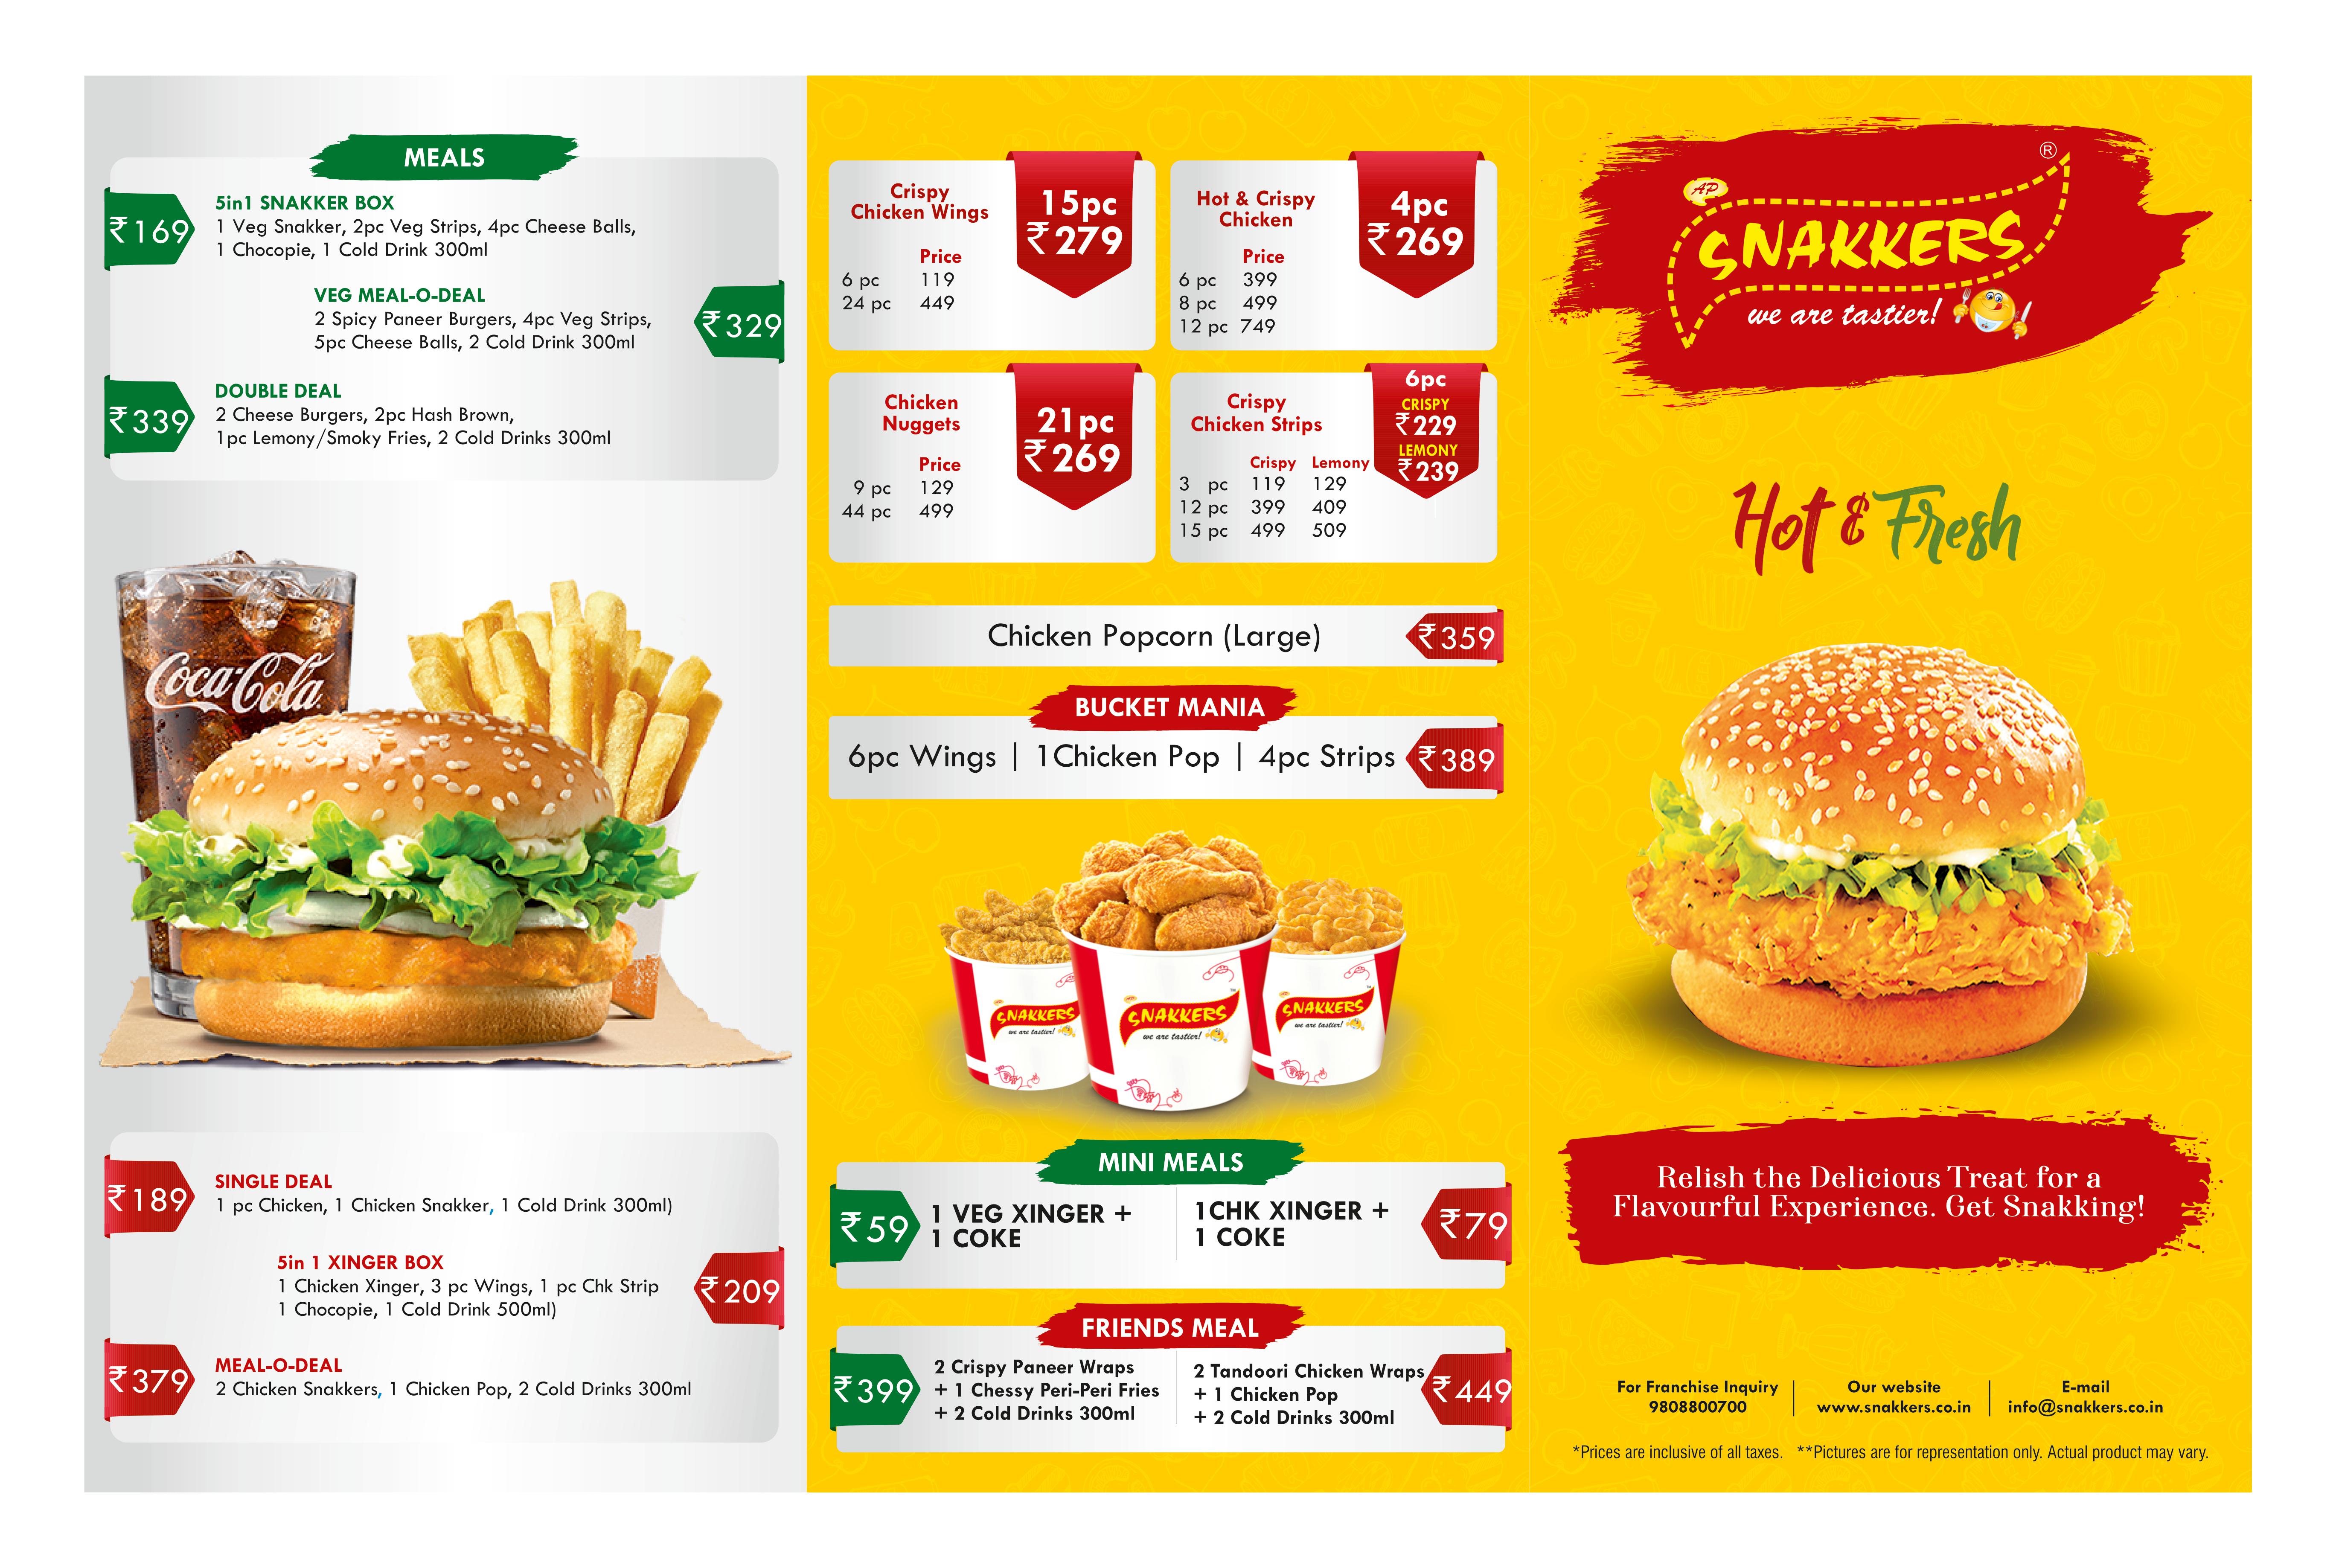 MEALS
₹169
5in1 SNAKKER BOX
1 Veg Snakker, 2pc Veg Strips, 4pc Cheese Balls,
1 Chocopie, 1 Cold Drink 300ml
VEG MEAL-O-DEAL
2 Spicy Paneer Burgers, 4pc Veg Strips,
5pc Cheese Balls, 2 Cold Drink 300ml
₹329
₹339
DOUBLE DEAL
2 Cheese Burgers, 2pc Hash Brown,
1pc Lemony/Smoky Fries, 2 Cold Drinks 300ml
Coca-Cola
₹189
SINGLE DEAL
1 pc Chicken, 1 Chicken Snakker, 1 Cold Drink 300ml)
5in 1 XINGER BOX
1 Chicken Xinger, 3 pc Wings, 1 pc Chk Strip
1 Chocopie, 1 Cold Drink 500ml)
₹209
₹379
MEAL-O-DEAL
2 Chicken Snakkers, 1 Chicken Pop, 2 Cold Drinks 300ml
Crispy
Chicken Wings
Price
6 pc 119
24 pc 449
15pc
₹279
Hot & Crispy
Chicken
Price
6 pc 399
8 pc 499
12 pc 749
4pc
₹269
Chicken
Nuggets
Price
9 pc 129
44 pc 499
21pc
₹269
Crispy
Chicken Strips
Crispy Lemony
3 pc 119 129
12 pc 399 409
15 pc 499 509
6pc
CRISPY
₹229
LEMONY
₹239
Chicken Popcorn (Large)
₹359
BUCKET MANIA
6pc Wings | 1Chicken Pop | 4pc Strips
₹389
SNAKKERS
we are tastier!
SNAKKERS
we are tastier!
SNAKKERS
we are tastier!
MINI MEALS
₹59
1 VEG XINGER +
1 COKE
1CHK XINGER +
1 COKE
₹79
FRIENDS MEAL
₹399
2 Crispy Paneer Wraps
+ 1 Chessy Peri-Peri Fries
+ 2 Cold Drinks 300ml
2 Tandoori Chicken Wraps
+ 1 Chicken Pop
+ 2 Cold Drinks 300ml
₹449
®
AP
SNAKKERS
we are tastier!
Hot & Fresh
Relish the Delicious Treat for a
Flavourful Experience. Get Snakking!
For Franchise Inquiry
9808800700
Our website
www.snakkers.co.in
E-mail
info@snakkers.co.in
*Prices are inclusive of all taxes. **Pictures are for representation only. Actual product may vary.